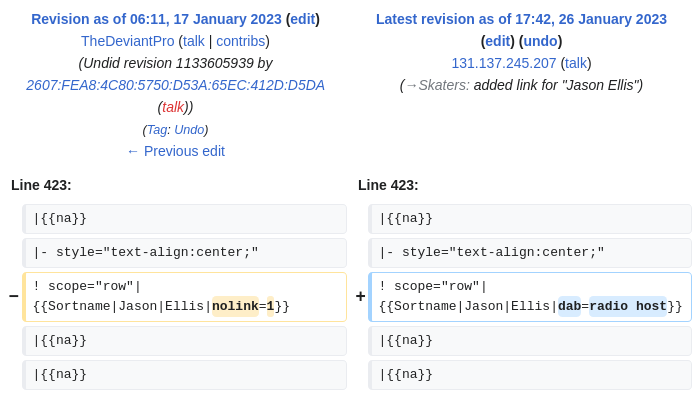 Revision as of 06:11, 17 January 2023 (edit)
TheDeviantPro (talk | contribs)
(Undid revision 1133605939 by
2607:FEA8:4C80:5750:D53A:65EC:412D:D5DA
(talk))
(Tag: Undo)
← Previous edit
Latest revision as of 17:42, 26 January 2023
(edit) (undo)
131.137.245.207 (talk)
(→Skaters: added link for "Jason Ellis")
Line 423:
Line 423:
|{{na}}
|{{na}}
|- style="text-align:center;"
|- style="text-align:center;"
− ! scope="row"|
{{Sortname|Jason|Ellis|nolink=1}}
+ ! scope="row"|
{{Sortname|Jason|Ellis|dab=radio host}}
|{{na}}
|{{na}}
|{{na}}
|{{na}}